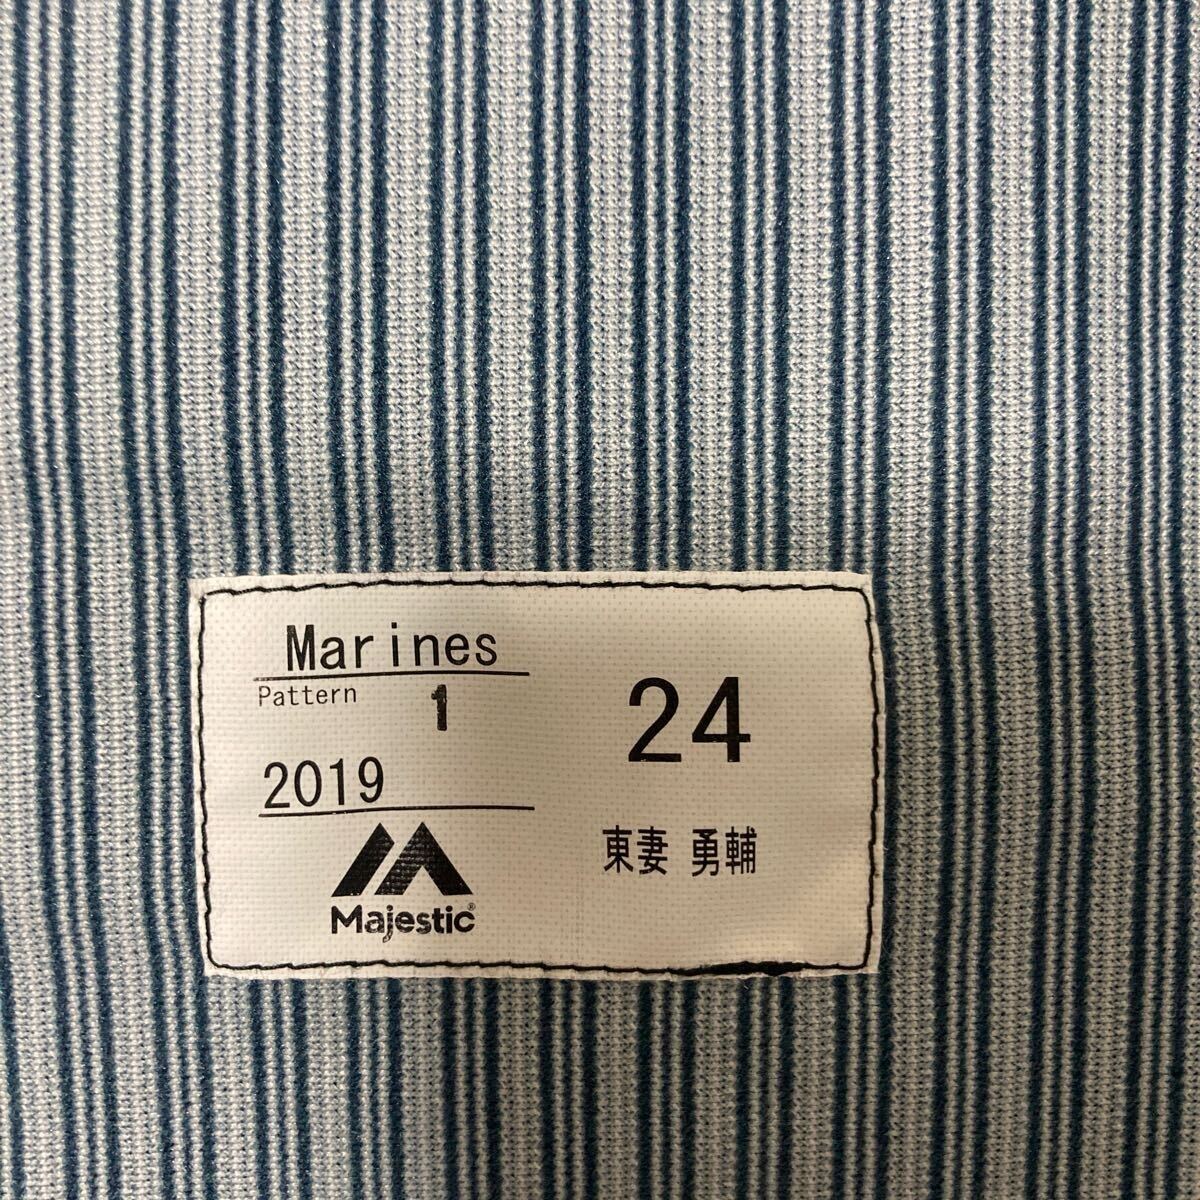 Marines
Pattern 1
2019
Majestic®
24
東妻 勇輔